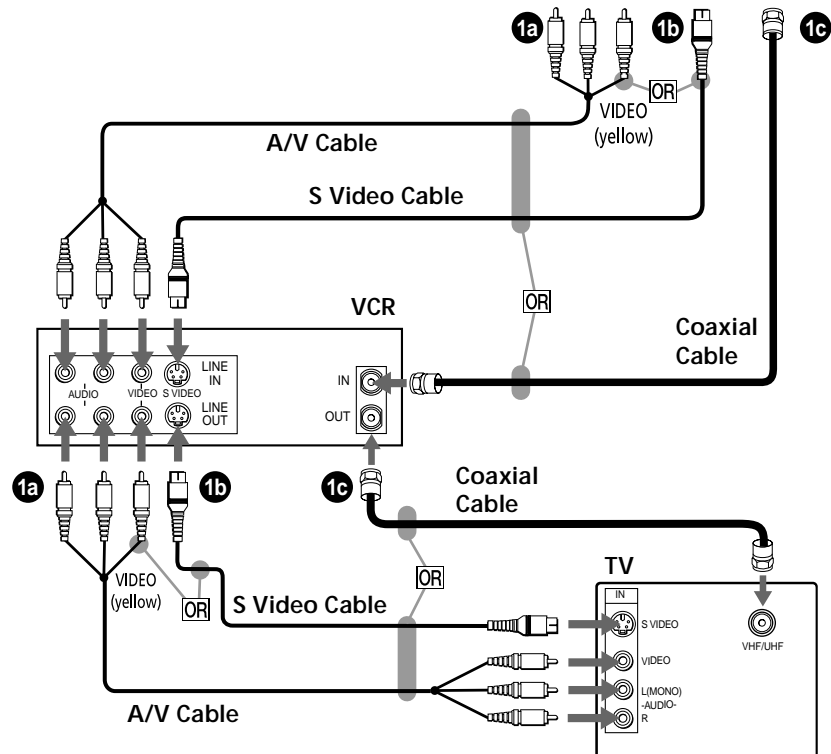 1a
1b
1c
OR
VIDEO
(yellow)
A/V Cable
S Video Cable
OR
VCR
Coaxial
Cable
LINE
IN
AUDIO
VIDEO
S VIDEO
LINE
OUT
IN
OUT
1a
1b
1c
Coaxial
Cable
VIDEO
(yellow)
OR
OR
S Video Cable
A/V Cable
TV
IN
S VIDEO
VIDEO
L(MONO)
-AUDIO-
R
VHF/UHF